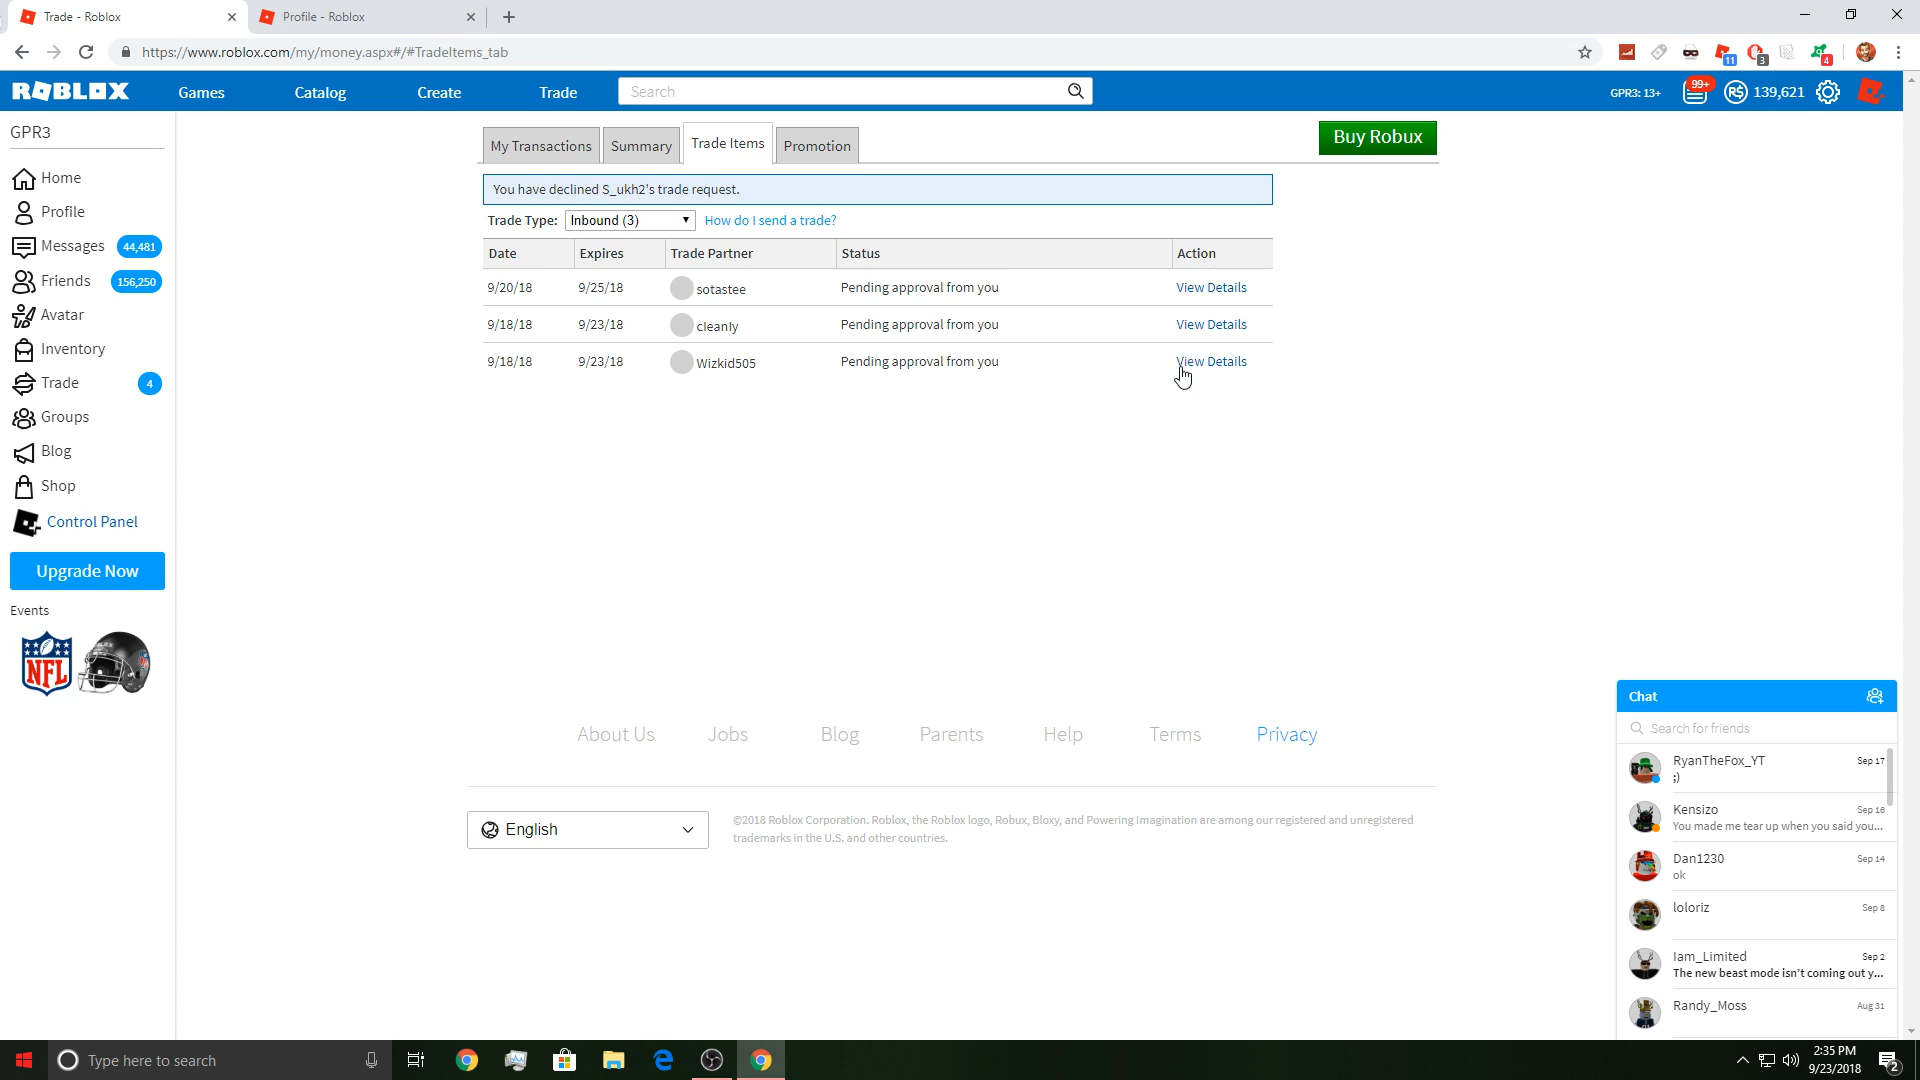 Trade - Roblox
Profile - Roblox
https://www.roblox.com/my/money.aspx#/#TradeItems_tab
11
3
4
ROBLOX
Games
Catalog
Create
Trade
Search
GPR3: 13+
99+
R$
139,621
GPR3
Home
Profile
Messages 44,481
Friends 156,250
Avatar
Inventory
Trade 4
Groups
Blog
Shop
Control Panel
Upgrade Now
Events
NFL
My Transactions
Summary
Trade Items
Promotion
Buy Robux
You have declined S_ukh2's trade request.
Trade Type: Inbound (3) How do I send a trade?
Date Expires Trade Partner Status Action
9/20/18 9/25/18 sotastee Pending approval from you View Details
9/18/18 9/23/18 cleanly Pending approval from you View Details
9/18/18 9/23/18 Wizkid505 Pending approval from you View Details
About Us
Jobs
Blog
Parents
Help
Terms
Privacy
English
©2018 Roblox Corporation. Roblox, the Roblox logo, Robux, Bloxy, and Powering Imagination are among our registered and unregistered
trademarks in the U.S. and other countries.
Chat
Search for friends
RyanTheFox_YT Sep 17
;)
Kensizo Sep 16
You made me tear up when you said you...
Dan1230 Sep 14
ok
loloriz Sep 8
Iam_Limited Sep 2
The new beast mode isn't coming out y...
Randy_Moss Aug 31
Type here to search
2:35 PM
9/23/2018
2